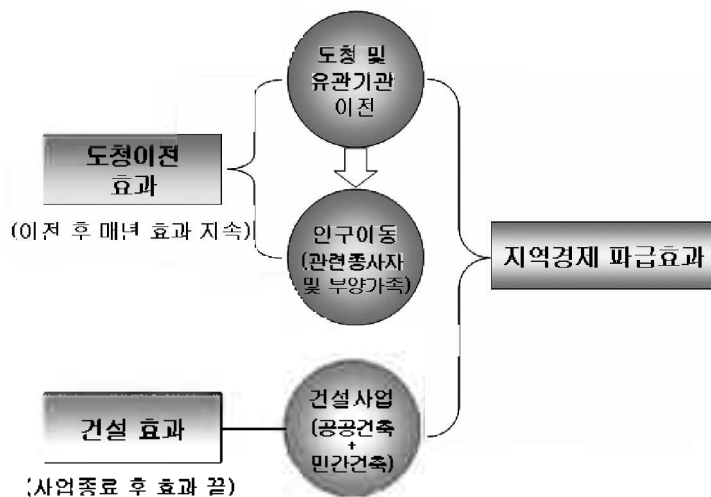 도청 및
유관기관
이전
도청이전
효과
(이전 후 매년 효과 지속)
인구이동
(관련종사자
및 부양가족)
지역경제 파급효과
건설 효과
(사업종료 후 효과 끝)
건설사업
(공공건축
+
민간건축)